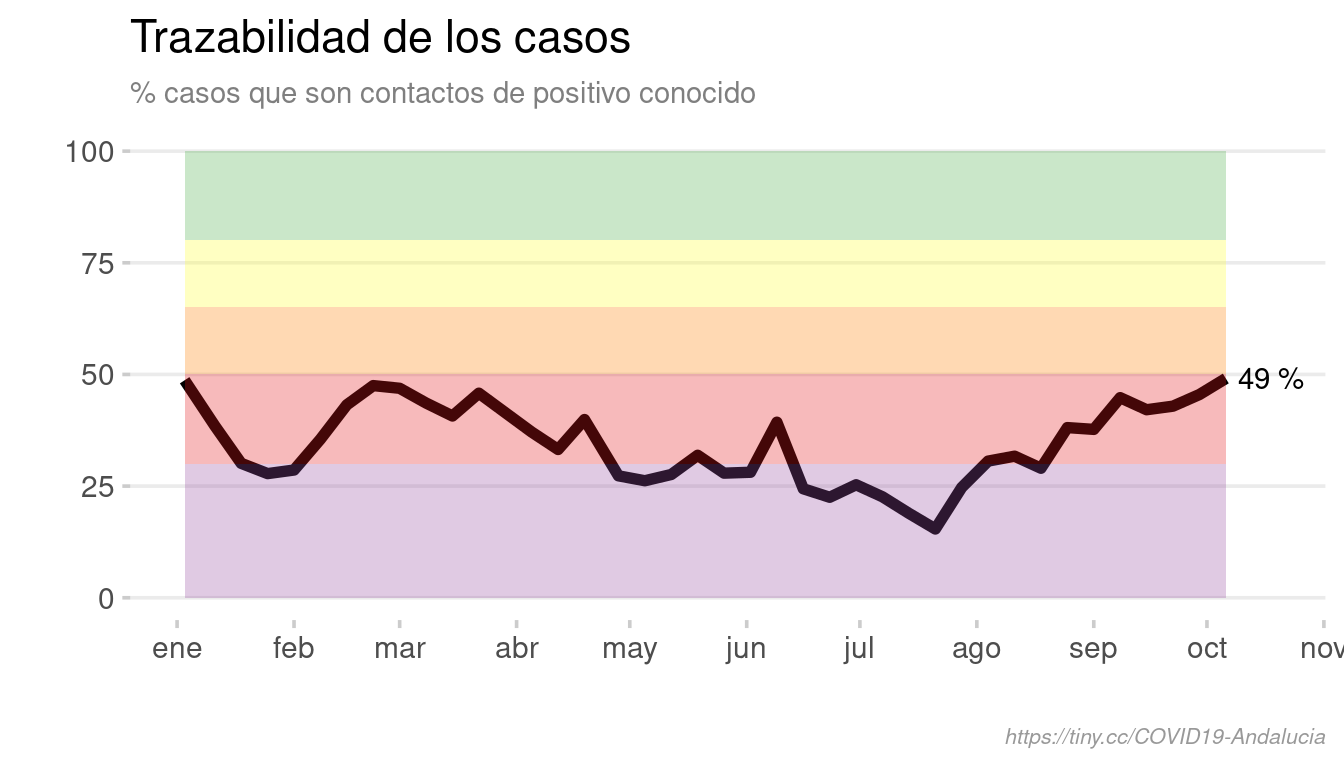 Trazabilidad de los casos
% casos que son contactos de positivo conocido
100
75
50
49 %
25
0
ene feb mar abr may jun jul ago sep oct nov
https://tiny.cc/COVID19-Andalucia